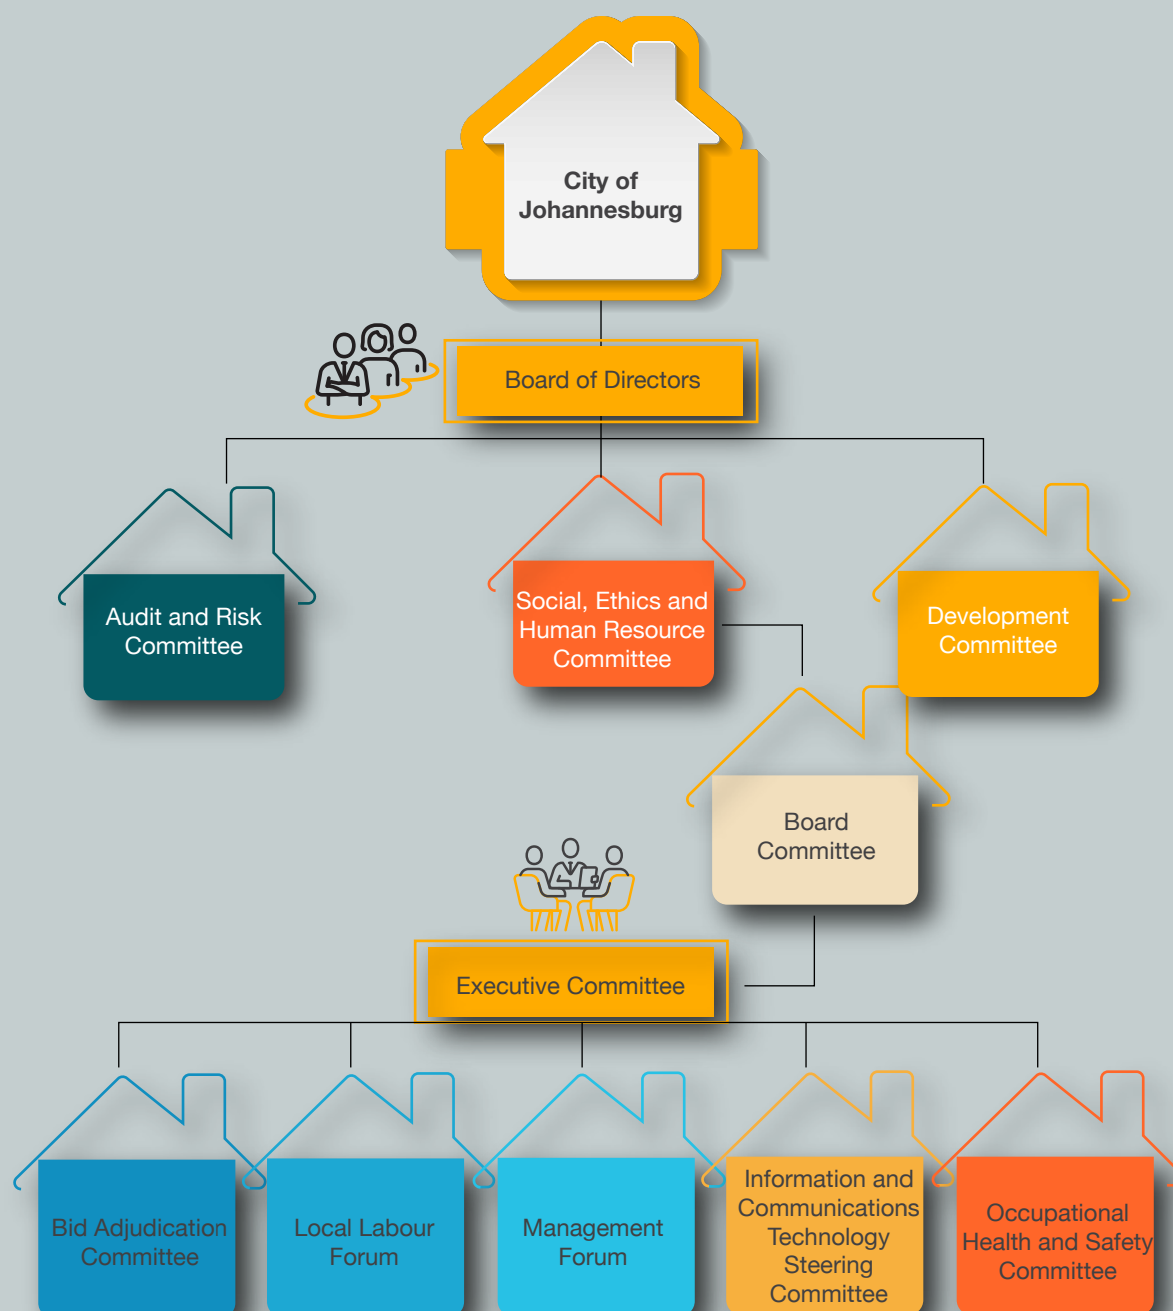 City of
Johannesburg
Board of Directors
Audit and Risk
Committee
Social, Ethics and
Human Resource
Committee
Development
Committee
Board
Committee
Executive Committee
Bid Adjudication
Committee
Local Labour
Forum
Management
Forum
Information and
Communications
Technology
Steering
Committee
Occupational
Health and Safety
Committee